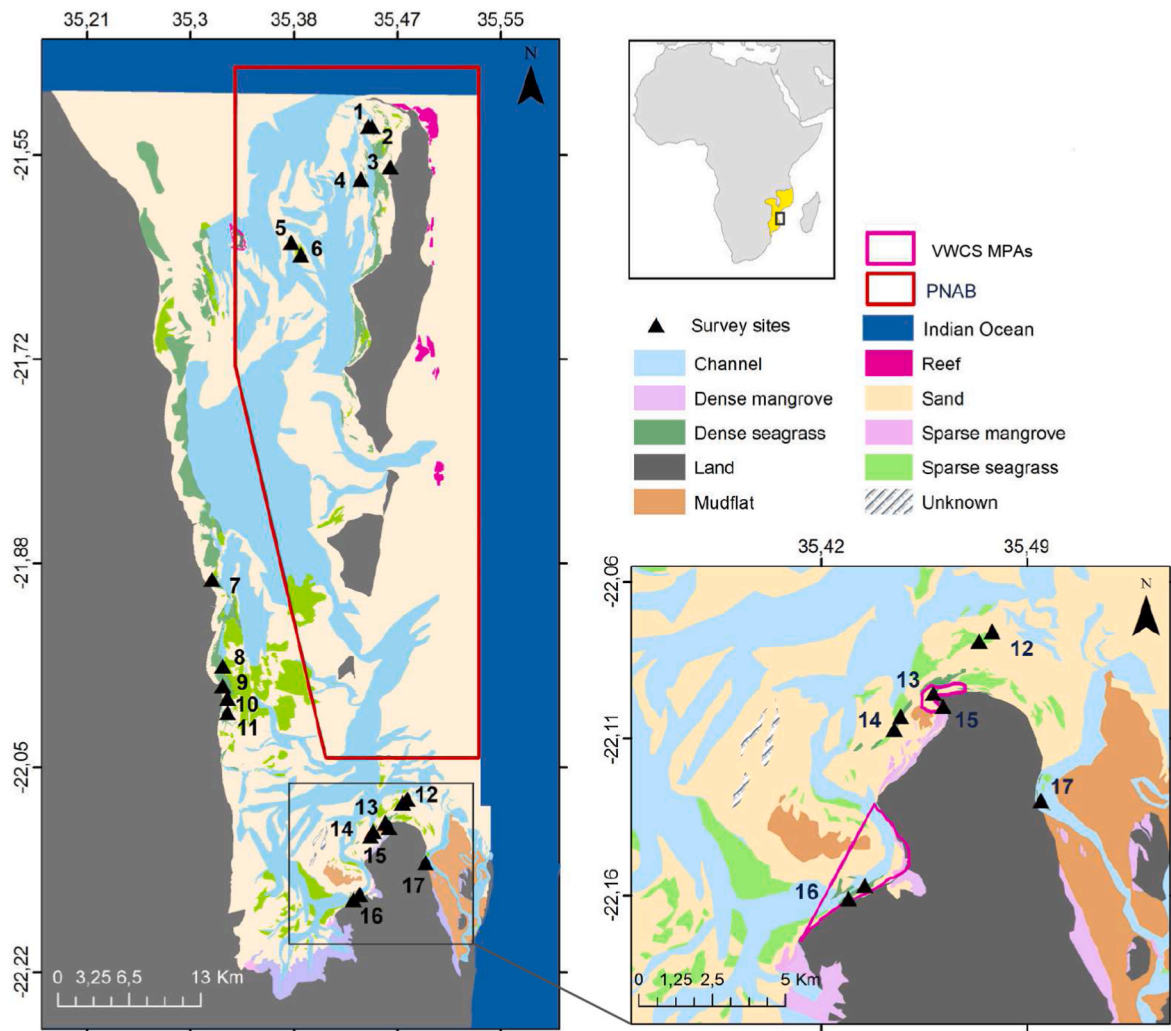 35,21 35,3 35,38 35,47 35,55
N
-21,55
-21,72
-21,88
-22,05
-22,22
1
2
3
4
5
6
7
8
9
10
11
12
13
14
15
16
17
0 3,25 6,5 13 Km
VWCS MPAs
PNAB
Survey sites
Indian Ocean
Channel
Reef
Dense mangrove
Sand
Dense seagrass
Sparse mangrove
Land
Sparse seagrass
Mudflat
Unknown
35,42 35,49
N
-22,06
-22,11
-22,16
12
13
14
15
17
16
0 1,25 2,5 5 Km